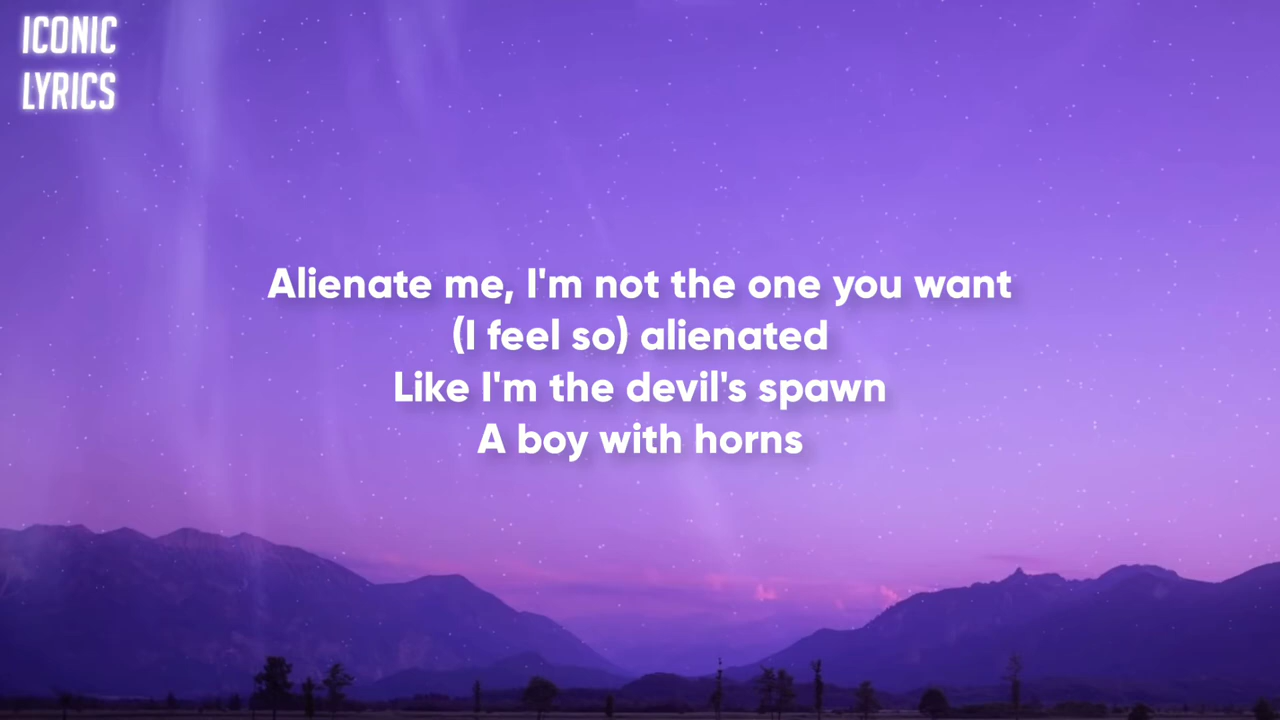 ICONIC
LYRICS
Alienate me, I'm not the one you want
(I feel so) alienated
Like I'm the devil's spawn
A boy with horns